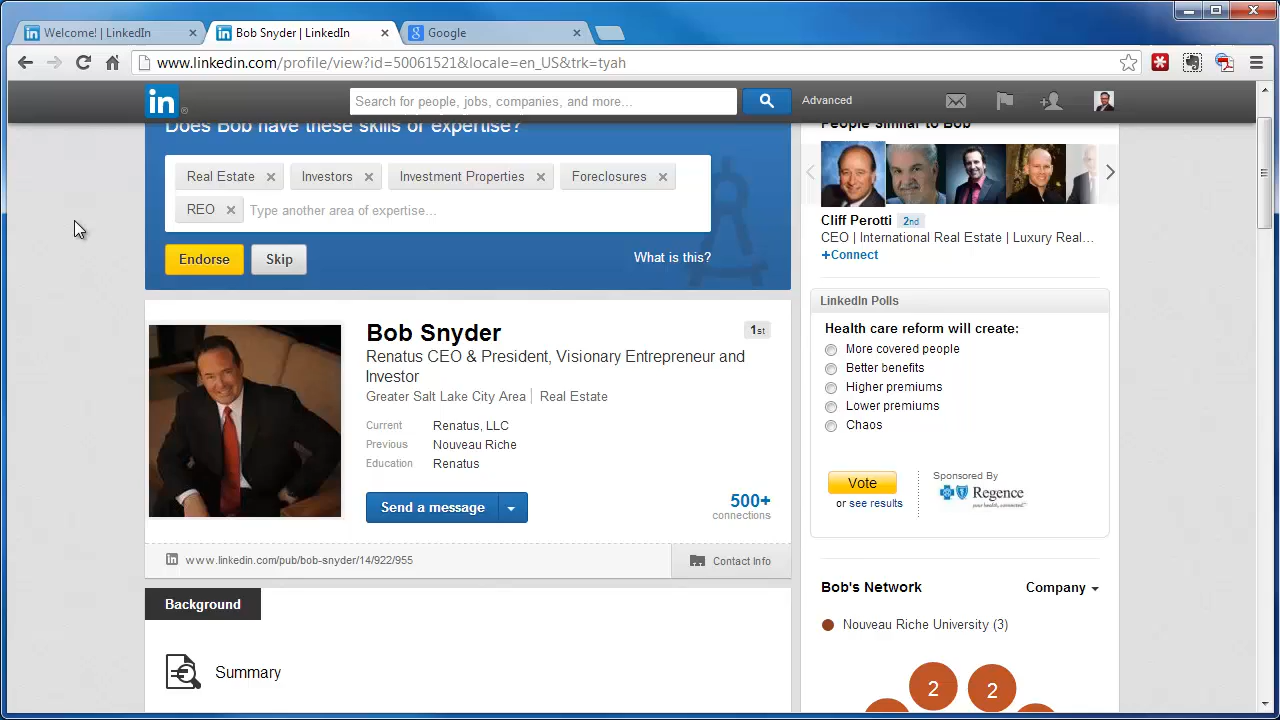 Welcome! | LinkedIn
Bob Snyder | LinkedIn
Google
www.linkedin.com/profile/view?id=50061521&locale=en_US&trk=tyah
in
Search for people, jobs, companies, and more...
Advanced
Does Bob have these skills or expertise?
Real Estate
Investors
Investment Properties
Foreclosures
REO
Type another area of expertise...
Endorse
Skip
What is this?
Bob Snyder
1st
Renatus CEO & President, Visionary Entrepreneur and
Investor
Greater Salt Lake City Area
Real Estate
Current Renatus, LLC
Previous Nouveau Riche
Education Renatus
Send a message
500+
connections
www.linkedin.com/pub/bob-snyder/14/922/955
Contact Info
Background
Summary
People Similar to Bob
Cliff Perotti 2nd
CEO | International Real Estate | Luxury Real...
+Connect
LinkedIn Polls
Health care reform will create:
More covered people
Better benefits
Higher premiums
Lower premiums
Chaos
Vote
or see results
Sponsored By
Regence
Bob's Network
Company
Nouveau Riche University (3)
2
2